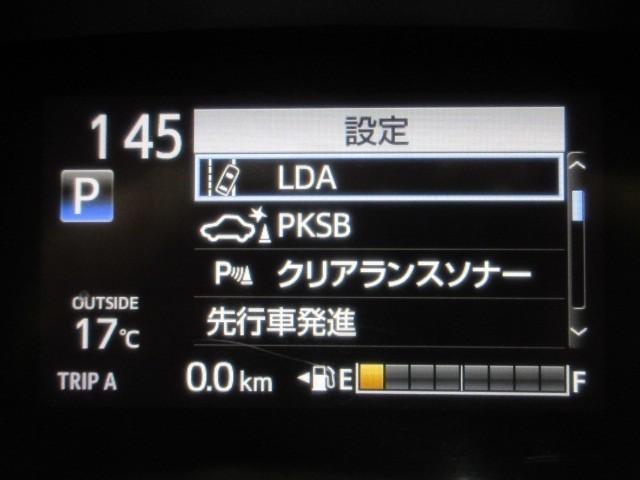 1 45
設定
LDA
P
PKSB
P クリアランスソナー
OUTSIDE
17℃
先行車発進
TRIP A 0.0 km E F